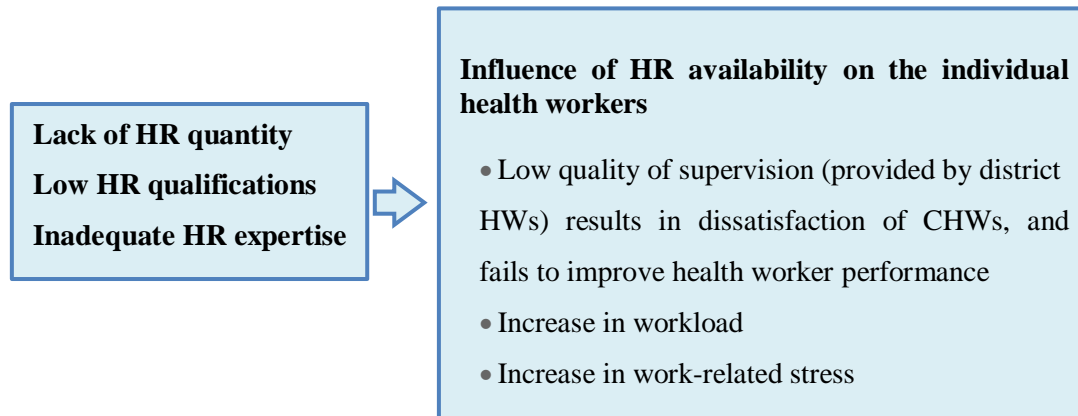 Lack of HR quantity
Low HR qualifications
Inadequate HR expertise
Influence of HR availability on the individual
health workers
• Low quality of supervision (provided by district
HWs) results in dissatisfaction of CHWs, and
fails to improve health worker performance
• Increase in workload
• Increase in work-related stress